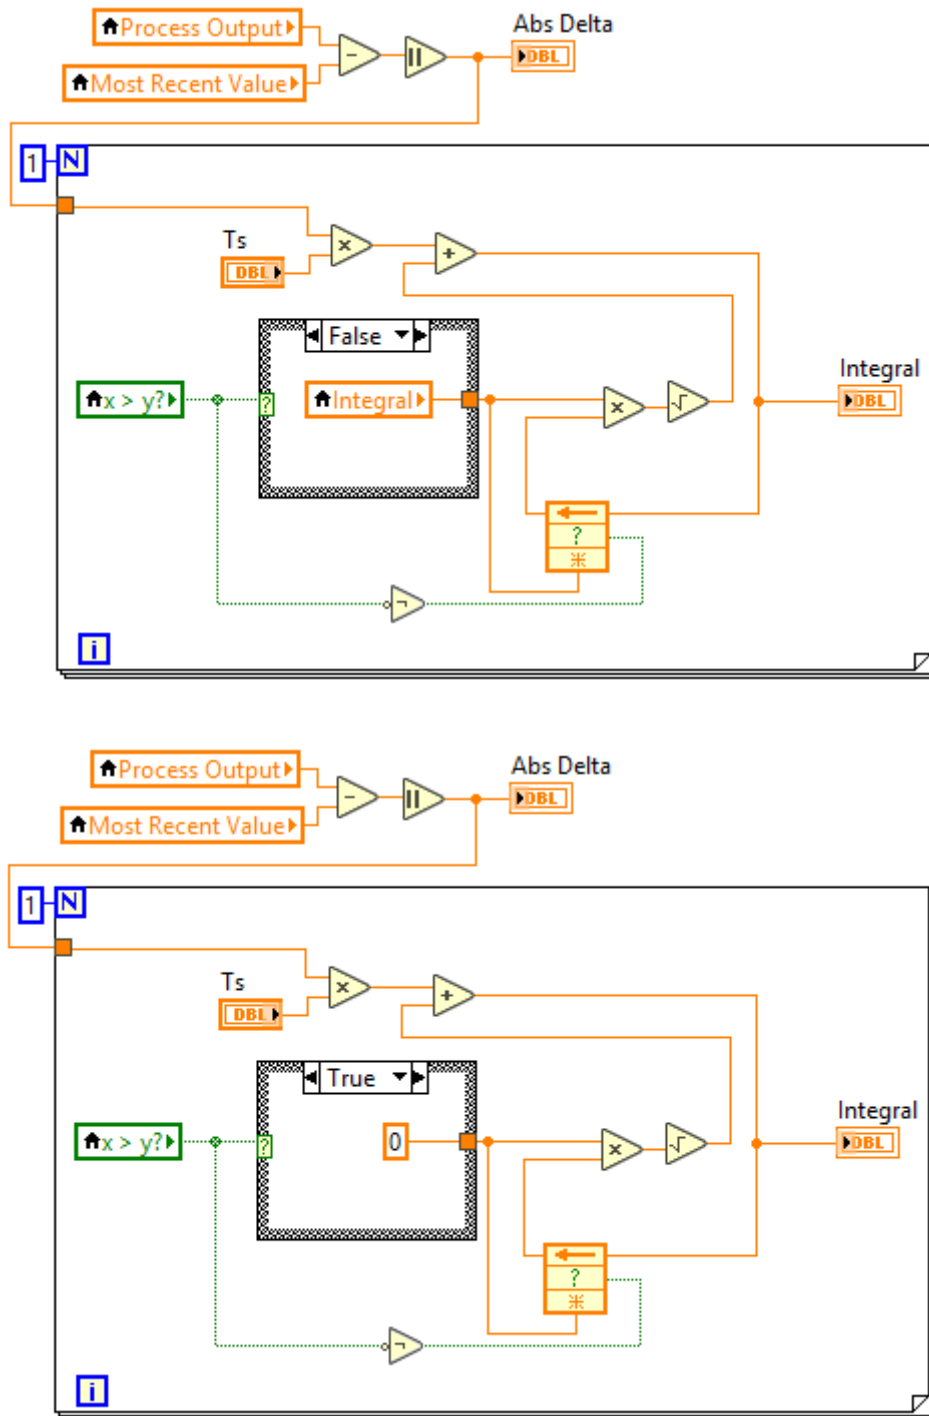 Abs Delta
Process Output
DBL
Most Recent Value
1 N
Ts
DBL
False
Integral
x > y?
?
Integral
DBL
?
i
Abs Delta
Process Output
DBL
Most Recent Value
1 N
Ts
DBL
True
Integral
x > y?
?
0
DBL
?
i